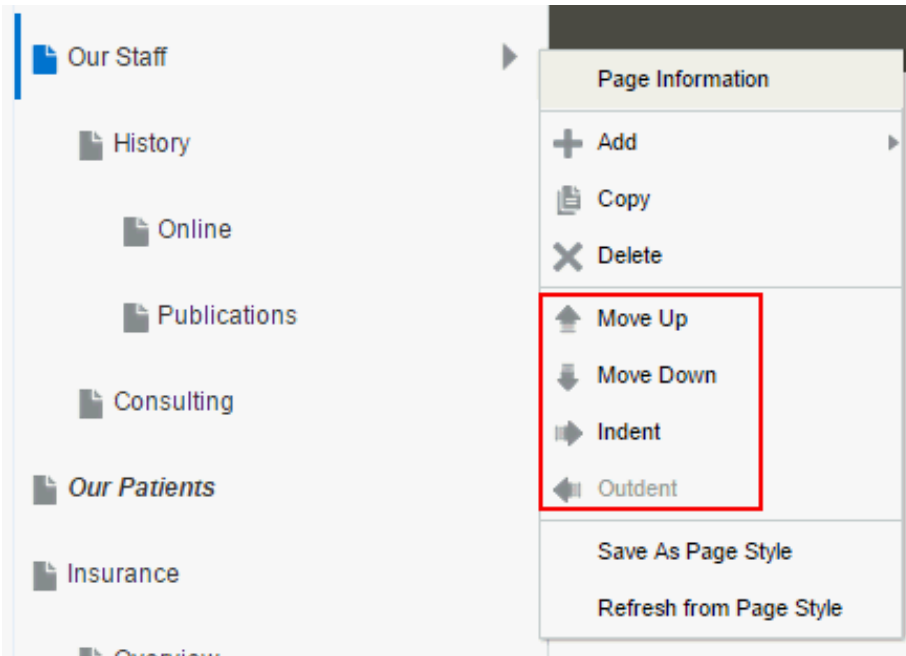 Our Staff
History
Online
Publications
Consulting
Our Patients
Insurance
Overview
Page Information
Add
Copy
Delete
Move Up
Move Down
Indent
Outdent
Save As Page Style
Refresh from Page Style